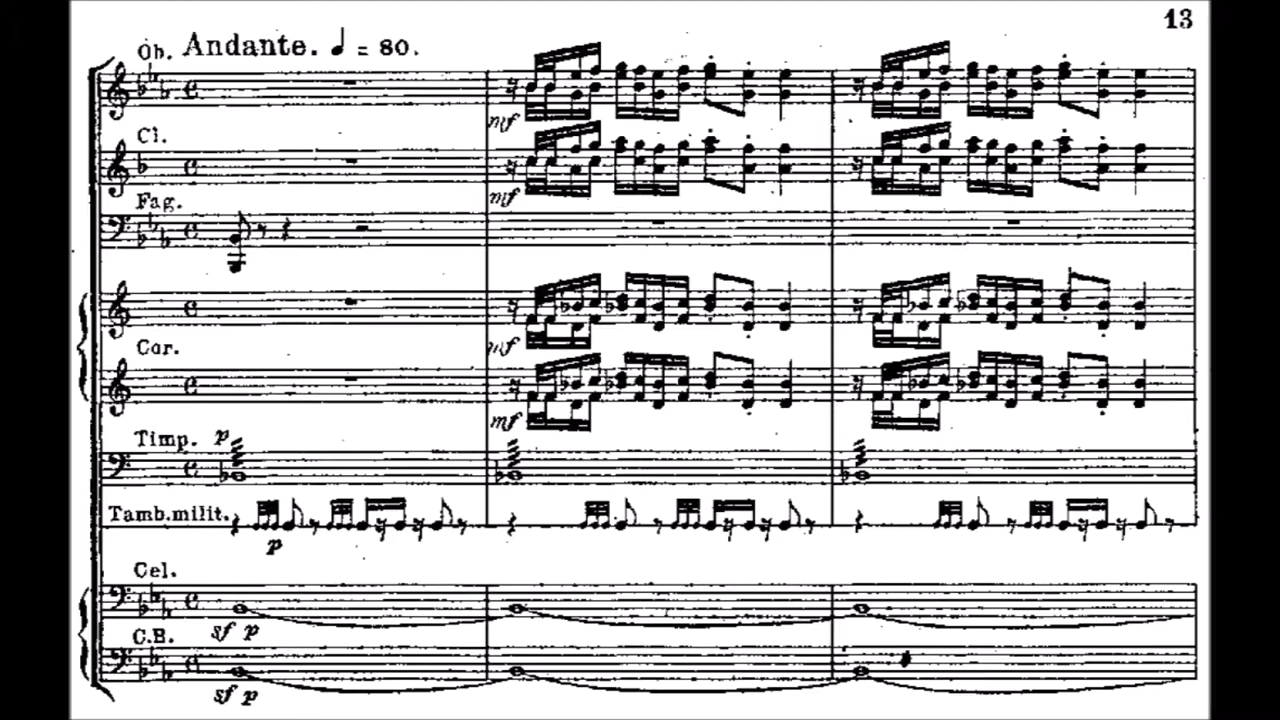 13
Ob. Andante. ♩ = 80.
mf
Cl.
mf
Fag.
mf
Cor.
mf
Timp. p
Tamb.milit.
p
Cel.
sf p
C.B.
sf p